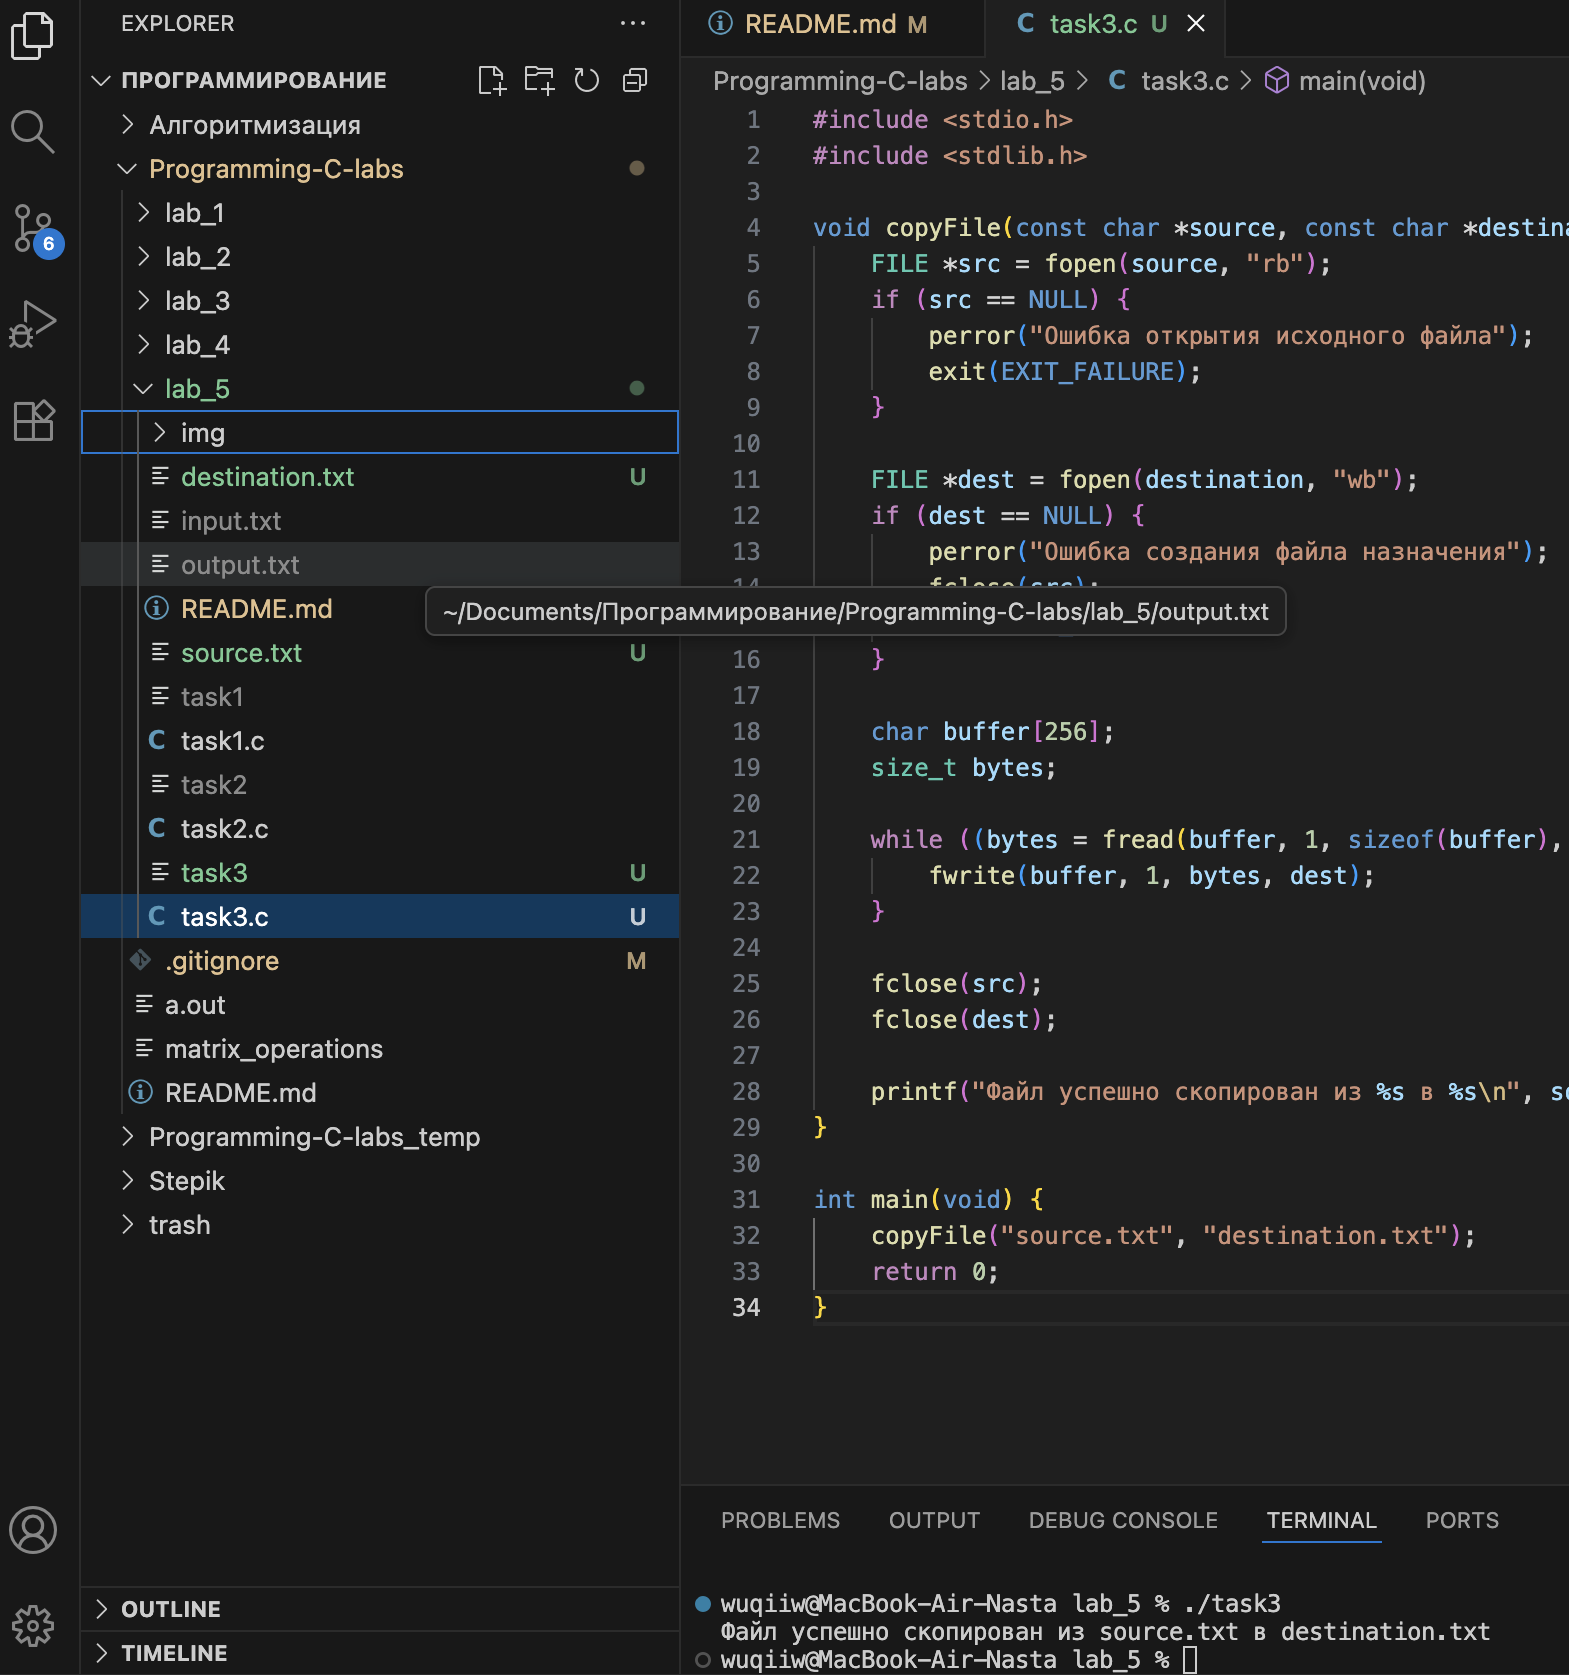 EXPLORER
ПРОГРАММИРОВАНИЕ
Алгоритмизация
Programming-C-labs
lab_1
lab_2
lab_3
lab_4
lab_5
img
destination.txt U
input.txt
output.txt
README.md
source.txt U
task1
task1.c
task2
task2.c
task3 U
task3.c U
.gitignore M
a.out
matrix_operations
README.md
Programming-C-labs_temp
Stepik
trash
OUTLINE
TIMELINE
6
README.md M
task3.c U
Programming-C-labs > lab_5 > C task3.c > main(void)
1 #include <stdio.h>
2 #include <stdlib.h>
3
4 void copyFile(const char *source, const char *destina
5 FILE *src = fopen(source, "rb");
6 if (src == NULL) {
7 perror("Ошибка открытия исходного файла");
8 exit(EXIT_FAILURE);
9 }
10
11 FILE *dest = fopen(destination, "wb");
12 if (dest == NULL) {
13 perror("Ошибка создания файла назначения");
14 fclose(src);
~/Documents/Программирование/Programming-C-labs/lab_5/output.txt
16 }
17
18 char buffer[256];
19 size_t bytes;
20
21 while ((bytes = fread(buffer, 1, sizeof(buffer),
22 fwrite(buffer, 1, bytes, dest);
23 }
24
25 fclose(src);
26 fclose(dest);
27
28 printf("Файл успешно скопирован из %s в %s\n", so
29 }
30
31 int main(void) {
32 copyFile("source.txt", "destination.txt");
33 return 0;
34 }
PROBLEMS OUTPUT DEBUG CONSOLE TERMINAL PORTS
wuqiiw@MacBook-Air-Nasta lab_5 % ./task3
Файл успешно скопирован из source.txt в destination.txt
wuqiiw@MacBook-Air-Nasta lab_5 %